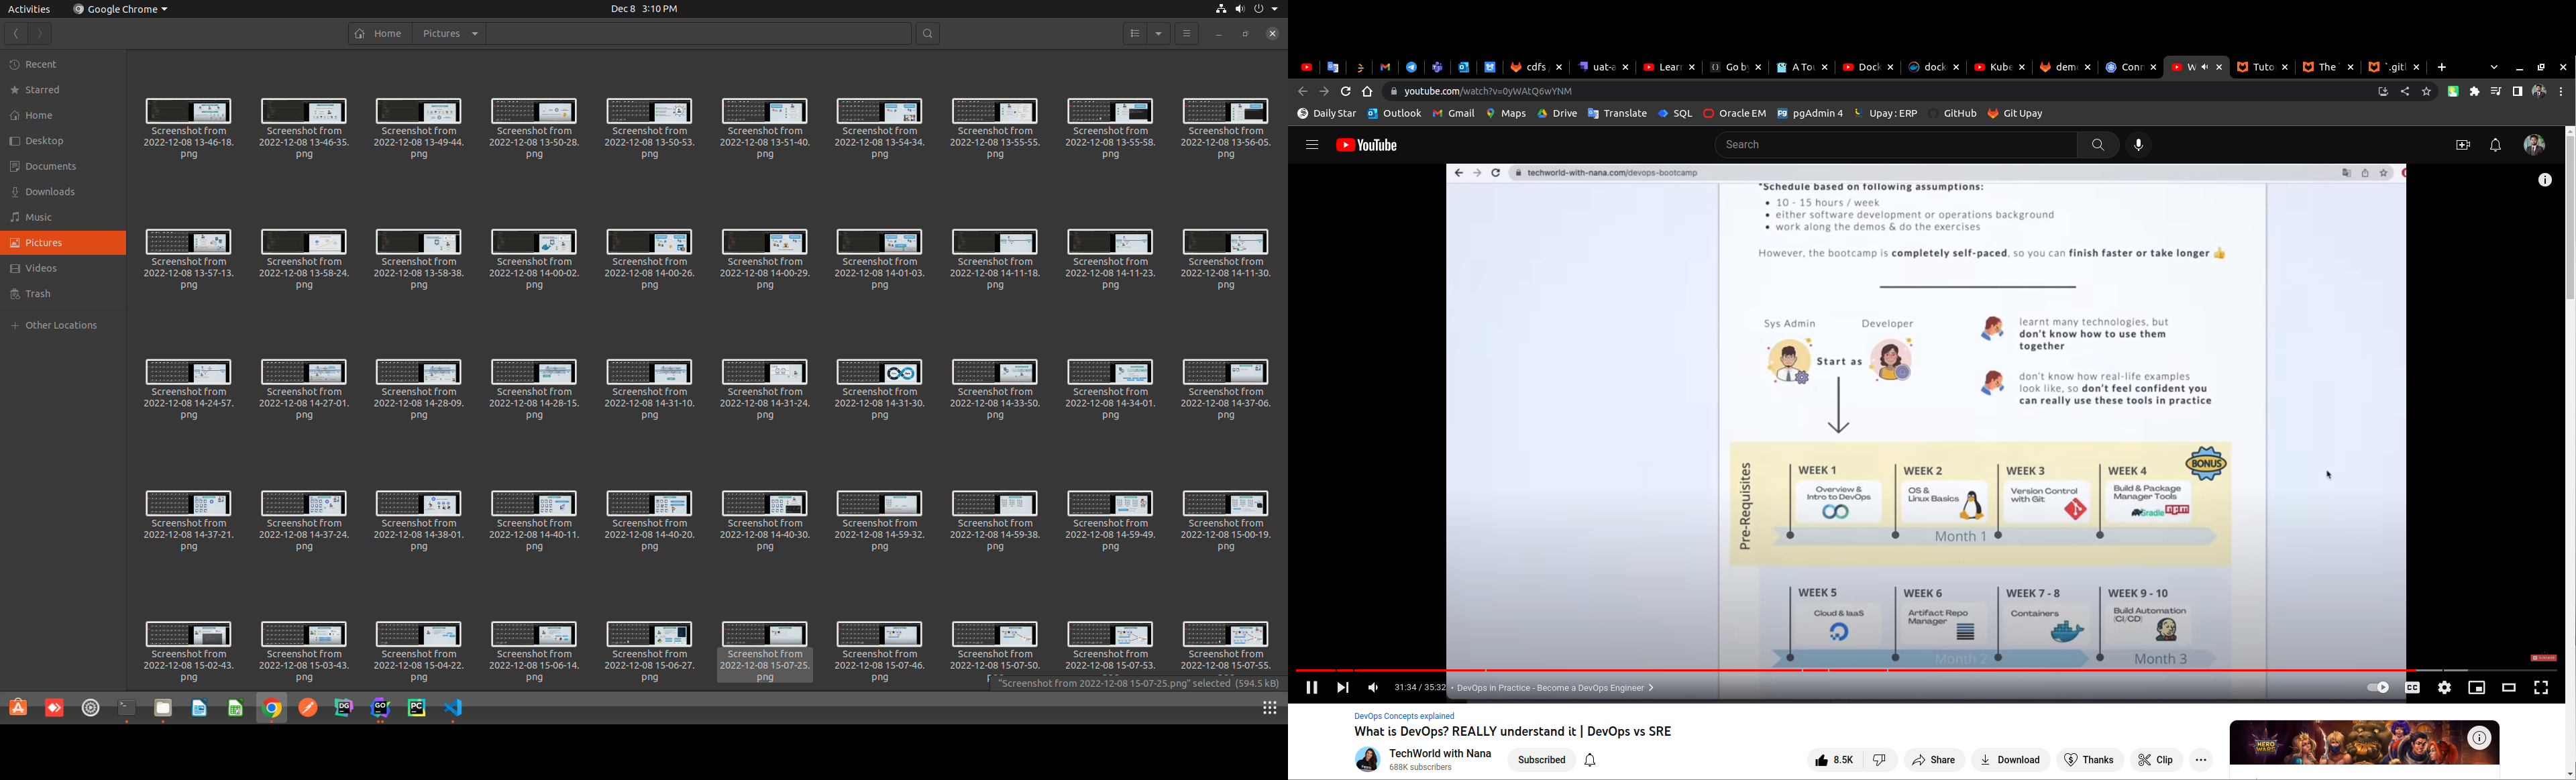 Activities
Google Chrome
Dec 8 3:10 PM
Home
Pictures
Recent
Starred
Home
Desktop
Documents
Downloads
Music
Pictures
Videos
Trash
Other Locations
Screenshot from 2022-12-08 13-46-18.png
Screenshot from 2022-12-08 13-46-35.png
Screenshot from 2022-12-08 13-49-44.png
Screenshot from 2022-12-08 13-50-28.png
Screenshot from 2022-12-08 13-50-53.png
Screenshot from 2022-12-08 13-51-40.png
Screenshot from 2022-12-08 13-54-34.png
Screenshot from 2022-12-08 13-55-55.png
Screenshot from 2022-12-08 13-55-58.png
Screenshot from 2022-12-08 13-56-05.png
Screenshot from 2022-12-08 13-57-13.png
Screenshot from 2022-12-08 13-58-24.png
Screenshot from 2022-12-08 13-58-38.png
Screenshot from 2022-12-08 14-00-02.png
Screenshot from 2022-12-08 14-00-26.png
Screenshot from 2022-12-08 14-00-29.png
Screenshot from 2022-12-08 14-01-03.png
Screenshot from 2022-12-08 14-11-18.png
Screenshot from 2022-12-08 14-11-23.png
Screenshot from 2022-12-08 14-11-30.png
Screenshot from 2022-12-08 14-24-57.png
Screenshot from 2022-12-08 14-27-01.png
Screenshot from 2022-12-08 14-28-09.png
Screenshot from 2022-12-08 14-28-15.png
Screenshot from 2022-12-08 14-31-10.png
Screenshot from 2022-12-08 14-31-24.png
Screenshot from 2022-12-08 14-31-30.png
Screenshot from 2022-12-08 14-33-50.png
Screenshot from 2022-12-08 14-34-01.png
Screenshot from 2022-12-08 14-37-06.png
Screenshot from 2022-12-08 14-37-21.png
Screenshot from 2022-12-08 14-37-24.png
Screenshot from 2022-12-08 14-38-01.png
Screenshot from 2022-12-08 14-40-11.png
Screenshot from 2022-12-08 14-40-20.png
Screenshot from 2022-12-08 14-40-30.png
Screenshot from 2022-12-08 14-59-32.png
Screenshot from 2022-12-08 14-59-38.png
Screenshot from 2022-12-08 14-59-49.png
Screenshot from 2022-12-08 15-00-19.png
Screenshot from 2022-12-08 15-02-43.png
Screenshot from 2022-12-08 15-03-43.png
Screenshot from 2022-12-08 15-04-22.png
Screenshot from 2022-12-08 15-06-14.png
Screenshot from 2022-12-08 15-06-27.png
Screenshot from 2022-12-08 15-07-25.png
Screenshot from 2022-12-08 15-07-46.png
Screenshot from 2022-12-08 15-07-50.
Screenshot from 2022-12-08 15-07-53.
Screenshot from 2022-12-08 15-07-55.
"Screenshot from 2022-12-08 15-07-25.png" selected (594.5 kB)
cdfs
uat-a
Lear
Go by
A Tou
Dock
dock
Kube
dem
Conn
W
Tuto
The
`.gitl
youtube.com/watch?v=0yWAtQ6wYNM
Daily Star
Outlook
Gmail
Maps
Drive
Translate
SQL
Oracle EM
pgAdmin 4
Upay : ERP
GitHub
Git Upay
YouTube
Search
techworld-with-nana.com/devops-bootcamp
*Schedule based on following assumptions:
• 10 - 15 hours / week
• either software development or operations background
• work along the demos & do the exercises
However, the bootcamp is completely self-paced, so you can finish faster or take longer 👍
Sys Admin
Developer
Start as
learnt many technologies, but
don't know how to use them
together
don't know how real-life examples
look like, so don't feel confident you
can really use these tools in practice
BONUS
Pre-Requisites
WEEK 1
Overview &
Intro to DevOps
WEEK 2
OS &
Linux Basics
WEEK 3
Version Control
with Git
WEEK 4
Build & Package
Manager Tools
Gradle npm
Month 1
WEEK 5
Cloud & IaaS
WEEK 6
Artifact Repo
Manager
WEEK 7 - 8
Containers
WEEK 9 - 10
Build Automation
(CI/CD)
Month 2
Month 3
31:34 / 35:32 • DevOps in Practice - Become a DevOps Engineer
DevOps Concepts explained
What is DevOps? REALLY understand it | DevOps vs SRE
TechWorld with Nana
688K subscribers
Subscribed
8.5K
Share
Download
Thanks
Clip
HERO WARS